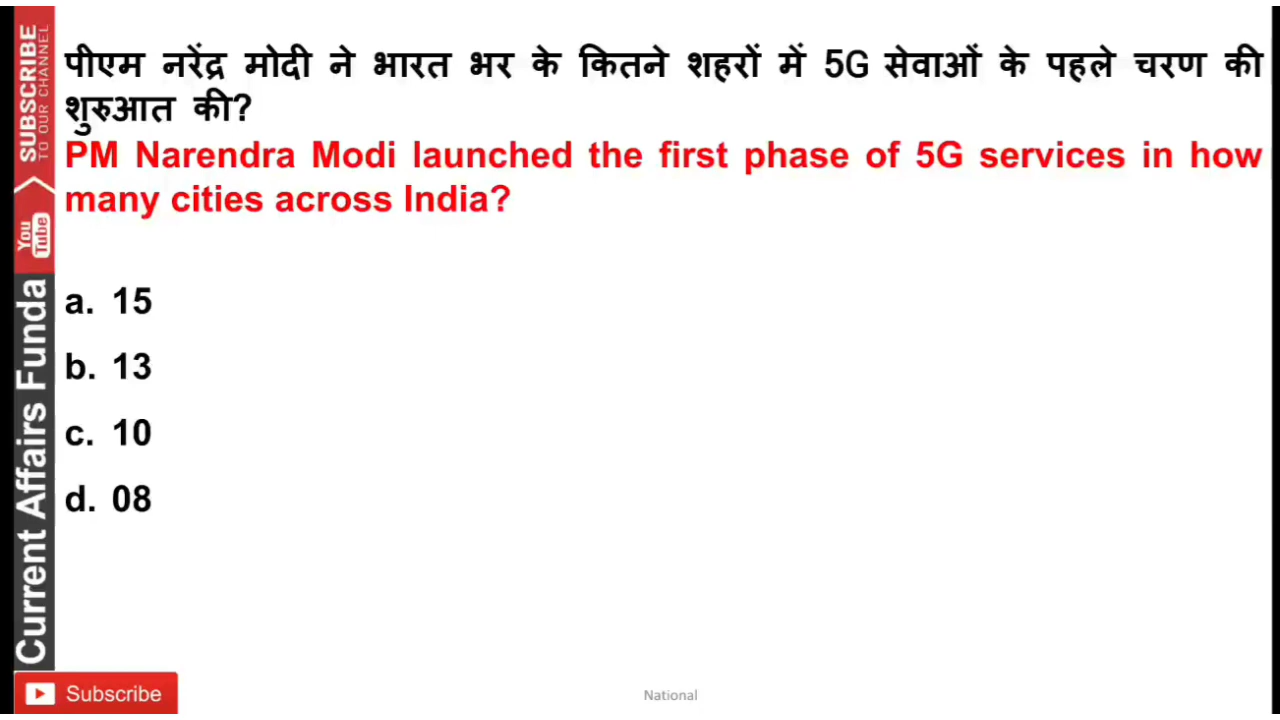 पीएम नरेंद्र मोदी ने भारत भर के कितने शहरों में 5G सेवाओं के पहले चरण की
शुरुआत की?
PM Narendra Modi launched the first phase of 5G services in how
many cities across India?
a. 15
b. 13
c. 10
d. 08
SUBSCRIBE
TO OUR CHANNEL
You
Tube
Current Affairs Funda
Subscribe
National